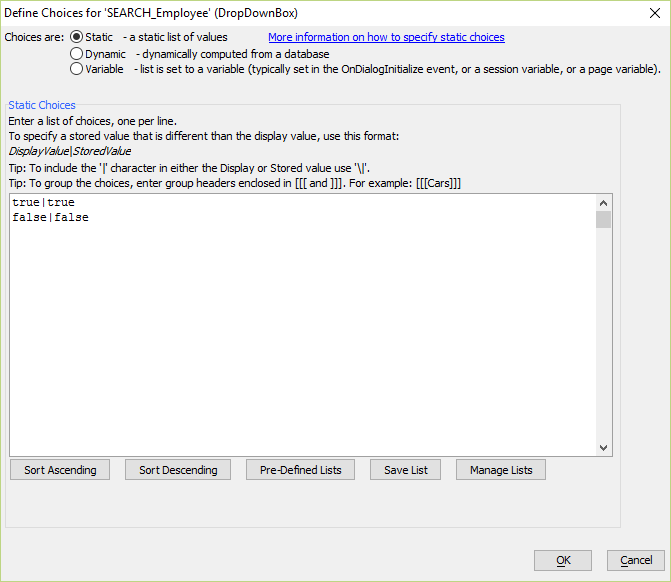 Define Choices for 'SEARCH_Employee' (DropDownBox)
Choices are: Static - a static list of values More information on how to specify static choices
Dynamic - dynamically computed from a database
Variable - list is set to a variable (typically set in the OnDialogInitialize event, or a session variable, or a page variable).
Static Choices
Enter a list of choices, one per line.
To specify a stored value that is different than the display value, use this format:
DisplayValue|StoredValue
Tip: To include the '|' character in either the Display or Stored value use '\|'.
Tip: To group the choices, enter group headers enclosed in [[[ and ]]]. For example: [[[Cars]]]
true|true
false|false
Sort Ascending Sort Descending Pre-Defined Lists Save List Manage Lists
OK Cancel